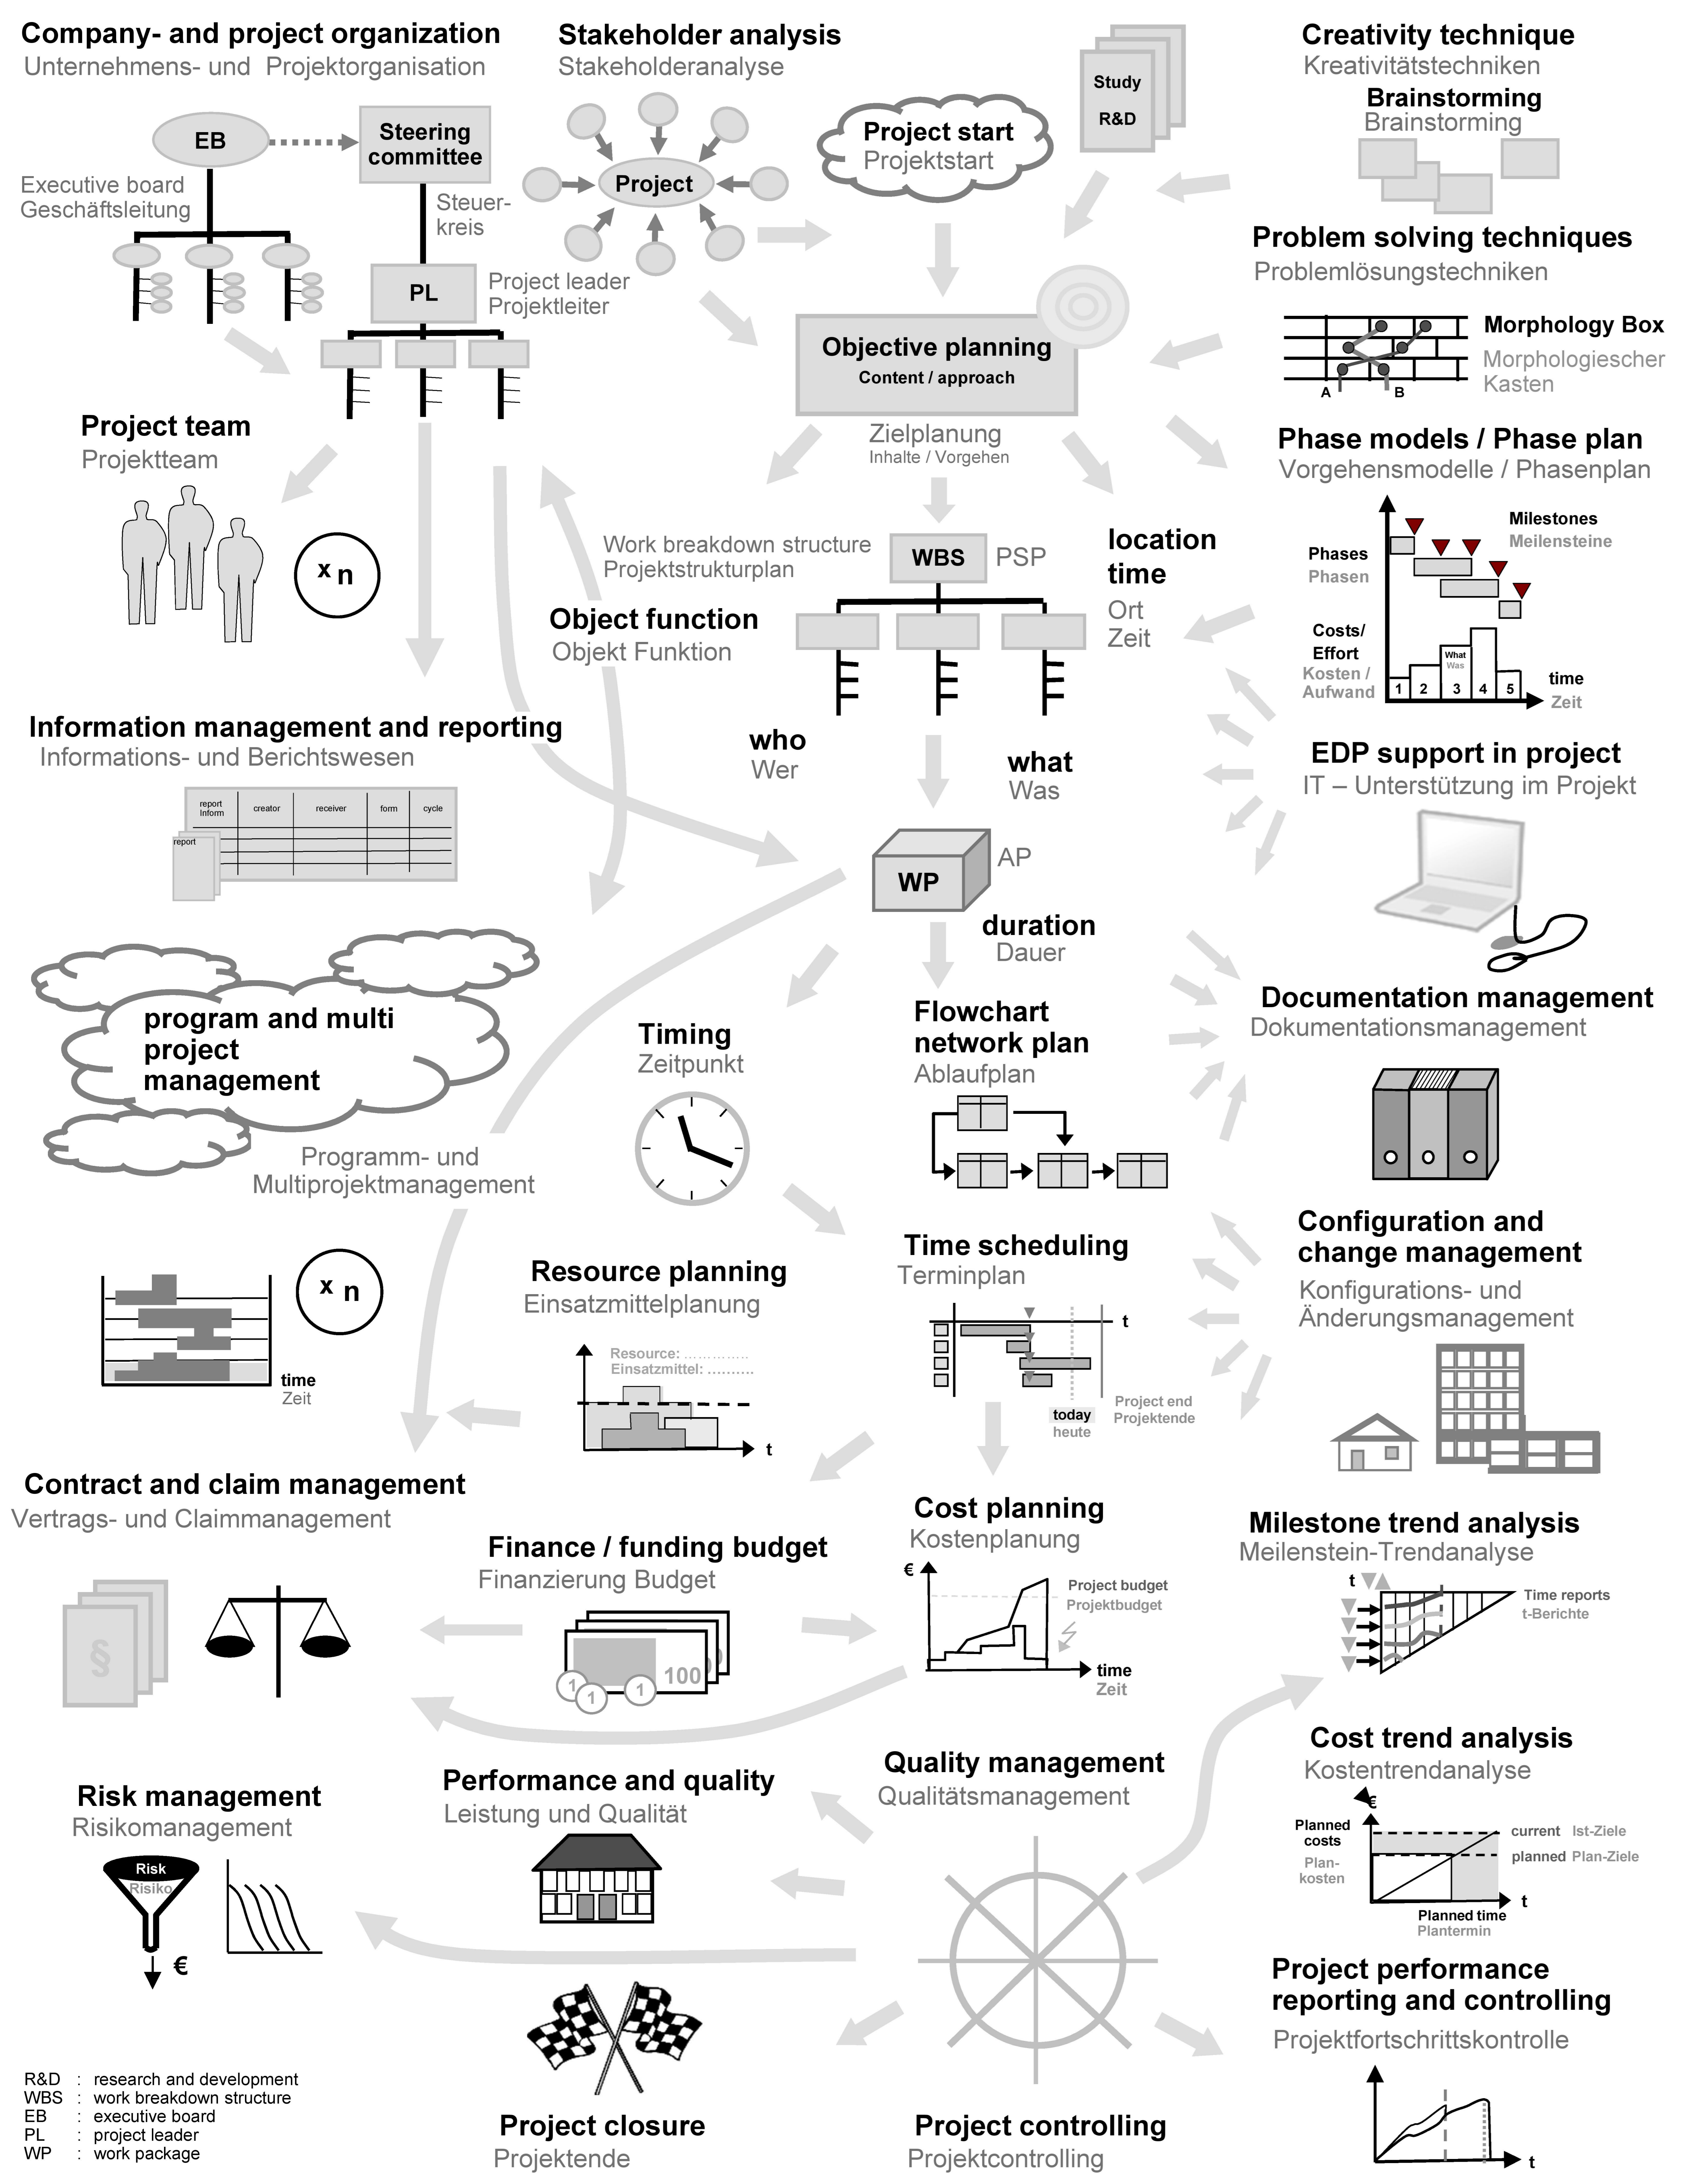 Company- and project organization
Unternehmens- und Projektorganisation
EB
Steering
committee
Executive board
Geschäftsleitung
Steuer-
kreis
PL
Project leader
Projektleiter
Stakeholder analysis
Stakeholderanalyse
Project
Project start
Projektstart
Study
R&D
Creativity technique
Kreativitätstechniken
Brainstorming
Brainstorming
Problem solving techniques
Problemlösungstechniken
Morphology Box
Morphologiescher
Kasten
A
B
Objective planning
Content / approach
Zielplanung
Inhalte / Vorgehen
Project team
Projektteam
x n
Phase models / Phase plan
Vorgehensmodelle / Phasenplan
Milestones
Meilensteine
Phases
Phasen
Costs/
Effort
Kosten /
Aufwand
What
Was
1 2 3 4 5
time
Zeit
Work breakdown structure
Projektstrukturplan
WBS
PSP
location
time
Ort
Zeit
Object function
Objekt Funktion
who
Wer
what
Was
Information management and reporting
Informations- und Berichtswesen
report
Inform
creator
receiver
form
cycle
report
EDP support in project
IT – Unterstützung im Projekt
WP
AP
duration
Dauer
program and multi
project
management
Programm- und
Multiprojektmanagement
Timing
Zeitpunkt
Flowchart
network plan
Ablaufplan
Documentation management
Dokumentationsmanagement
x n
time
Zeit
Resource planning
Einsatzmittelplanung
Resource: .............
Einsatzmittel: ..........
t
Time scheduling
Terminplan
t
today
heute
Project end
Projektende
Configuration and
change management
Konfigurations- und
Änderungsmanagement
Contract and claim management
Vertrags- und Claimmanagement
§
Finance / funding budget
Finanzierung Budget
100
1
1
1
Cost planning
Kostenplanung
€
Project budget
Projektbudget
time
Zeit
Milestone trend analysis
Meilenstein-Trendanalyse
t
Time reports
t-Berichte
Risk management
Risikomanagement
Risk
Risiko
€
Performance and quality
Leistung und Qualität
Quality management
Qualitätsmanagement
Cost trend analysis
Kostentrendanalyse
€
Planned
costs
Plan-
kosten
current Ist-Ziele
planned Plan-Ziele
t
Planned time
Plantermin
Project performance
reporting and controlling
Projektfortschrittskontrolle
t
Project closure
Projektende
Project controlling
Projektcontrolling
R&D : research and development
WBS : work breakdown structure
EB : executive board
PL : project leader
WP : work package